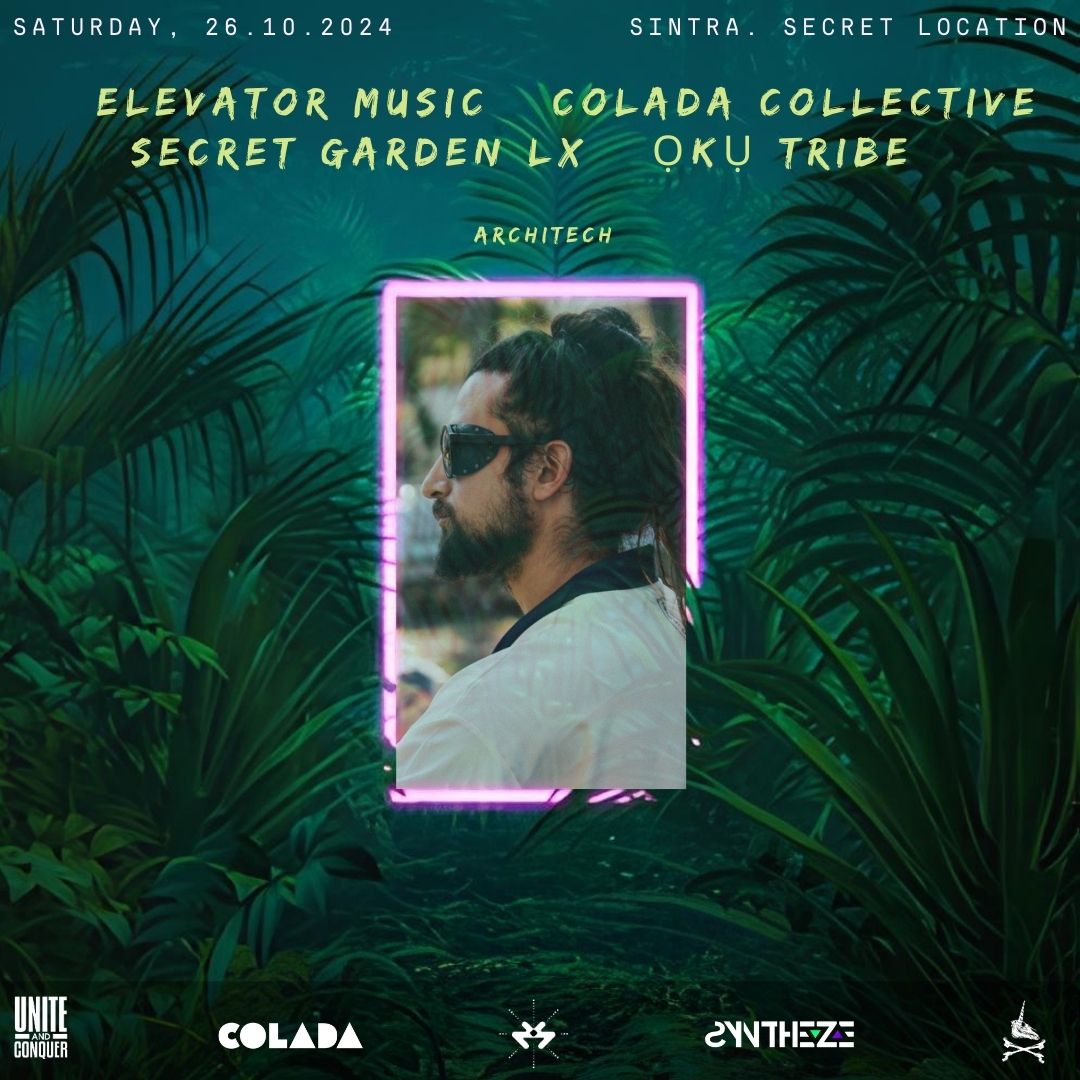 SATURDAY, 26.10.2024
SINTRA. SECRET LOCATION
ELEVATOR MUSIC COLADA COLLECTIVE
SECRET GARDEN LX ỌKỤ TRIBE
ARCHITECH
UNITE
AND
CONQUER
COLADA
SYNTHEZE